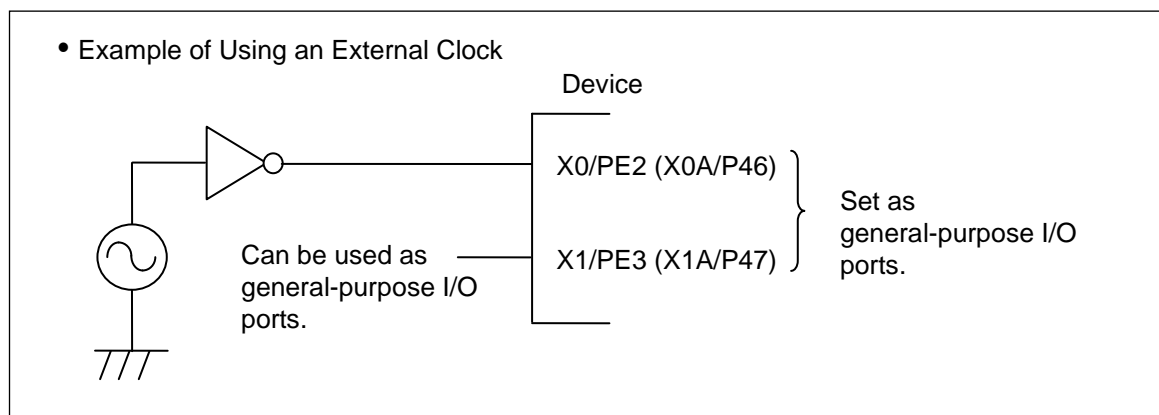 • Example of Using an External Clock
Device
X0/PE2 (X0A/P46)
Set as
general-purpose I/O
ports.
X1/PE3 (X1A/P47)
Can be used as
general-purpose I/O
ports.